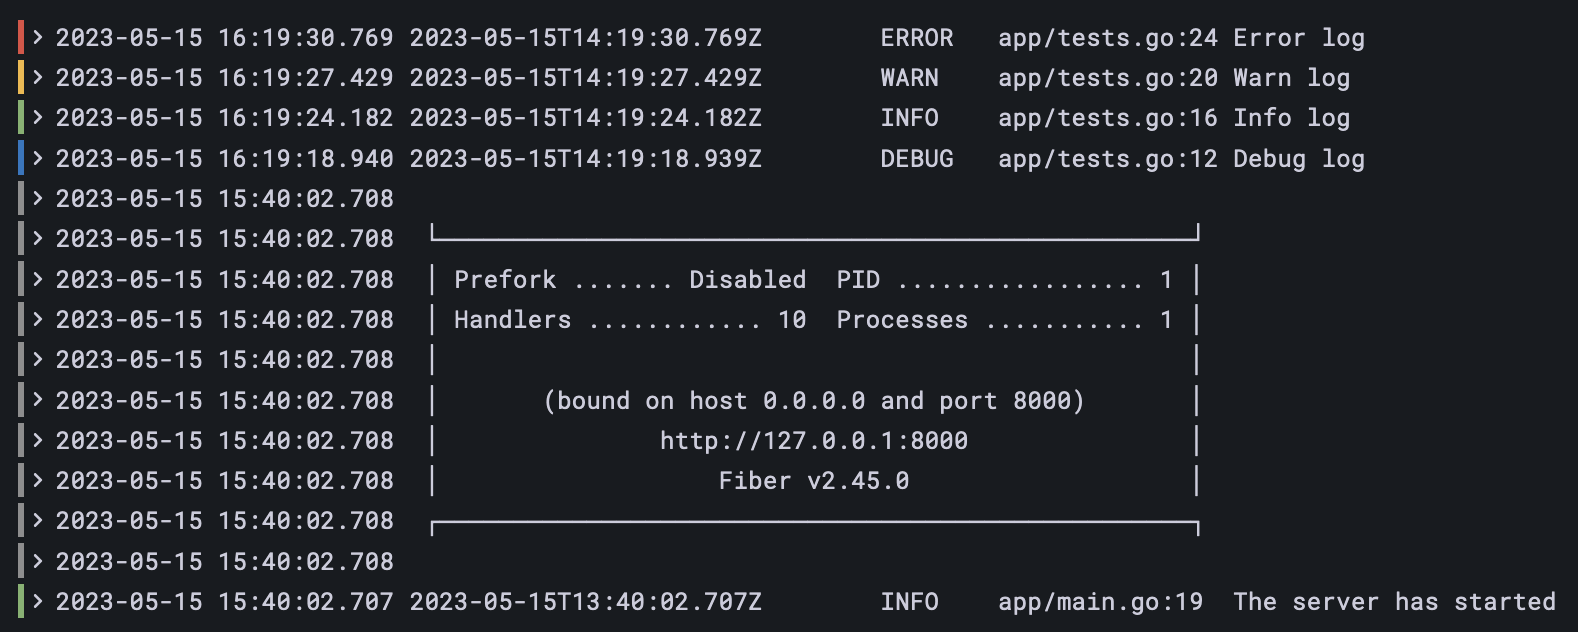 > 2023-05-15 16:19:30.769 2023-05-15T14:19:30.769Z        ERROR   app/tests.go:24 Error log
> 2023-05-15 16:19:27.429 2023-05-15T14:19:27.429Z        WARN    app/tests.go:20 Warn log
> 2023-05-15 16:19:24.182 2023-05-15T14:19:24.182Z        INFO    app/tests.go:16 Info log
> 2023-05-15 16:19:18.940 2023-05-15T14:19:18.939Z        DEBUG   app/tests.go:12 Debug log
> 2023-05-15 15:40:02.708
> 2023-05-15 15:40:02.708  └───────────────────────────────────────────────────┘
> 2023-05-15 15:40:02.708  │ Prefork ....... Disabled  PID ................. 1 │
> 2023-05-15 15:40:02.708  │ Handlers ............ 10  Processes ........... 1 │
> 2023-05-15 15:40:02.708  │                                                   │
> 2023-05-15 15:40:02.708  │       (bound on host 0.0.0.0 and port 8000)       │
> 2023-05-15 15:40:02.708  │               http://127.0.0.1:8000               │
> 2023-05-15 15:40:02.708  │                   Fiber v2.45.0                   │
> 2023-05-15 15:40:02.708  ┌───────────────────────────────────────────────────┐
> 2023-05-15 15:40:02.708
> 2023-05-15 15:40:02.707 2023-05-15T13:40:02.707Z        INFO    app/main.go:19  The server has started